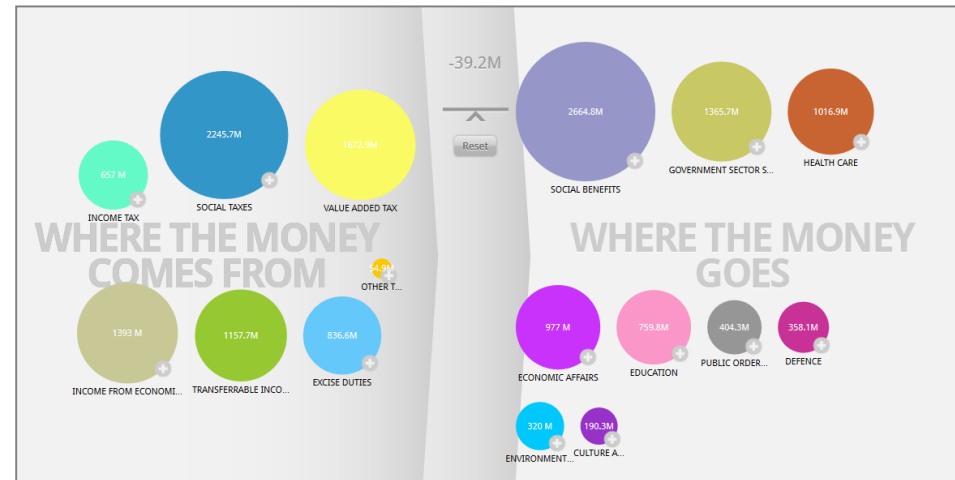 -39.2M
Reset
657 M
INCOME TAX
2245.7M
SOCIAL TAXES
1672.9M
VALUE ADDED TAX
WHERE THE MONEY
COMES FROM
54.9M
OTHER T...
1393 M
INCOME FROM ECONOMI...
1157.7M
TRANSFERRABLE INCO...
836.6M
EXCISE DUTIES
2664.8M
SOCIAL BENEFITS
1365.7M
GOVERNMENT SECTOR S...
1016.9M
HEALTH CARE
WHERE THE MONEY
GOES
977 M
ECONOMIC AFFAIRS
759.8M
EDUCATION
404.3M
PUBLIC ORDER...
358.1M
DEFENCE
320 M
ENVIRONMENT...
190.3M
CULTURE A...